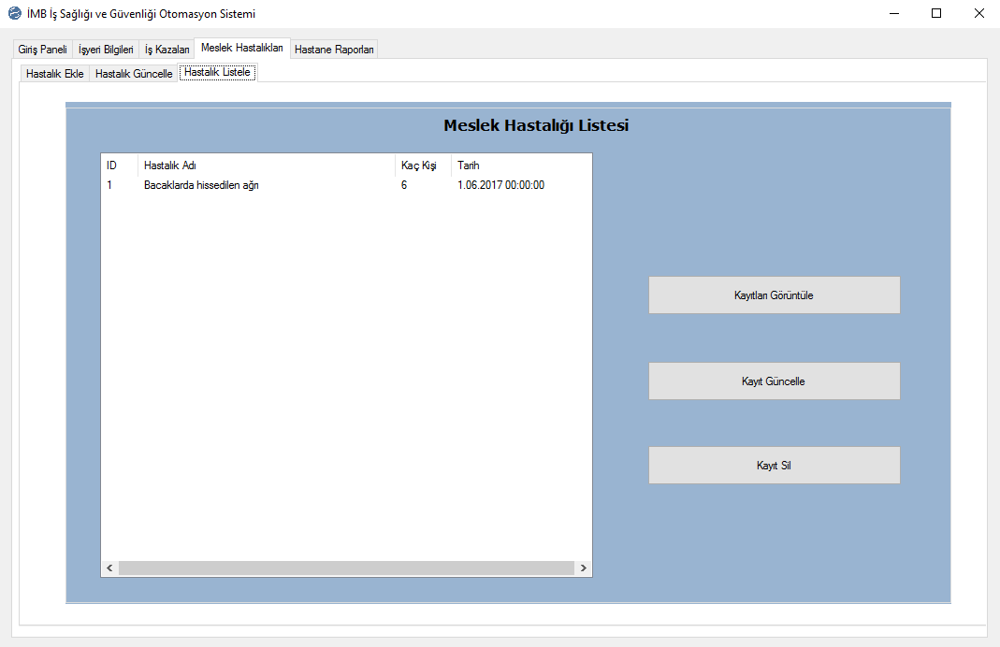 İMB İş Sağlığı ve Güvenliği Otomasyon Sistemi
Giriş Paneli İşyeri Bilgileri İş Kazaları Meslek Hastalıkları Hastane Raporları
Hastalık Ekle Hastalık Güncelle Hastalık Listele
Meslek Hastalığı Listesi
ID Hastalık Adı Kaç Kişi Tarih
1 Bacaklarda hissedilen ağrı 6 1.06.2017 00:00:00
Kayıtları Görüntüle
Kayıt Güncelle
Kayıt Sil